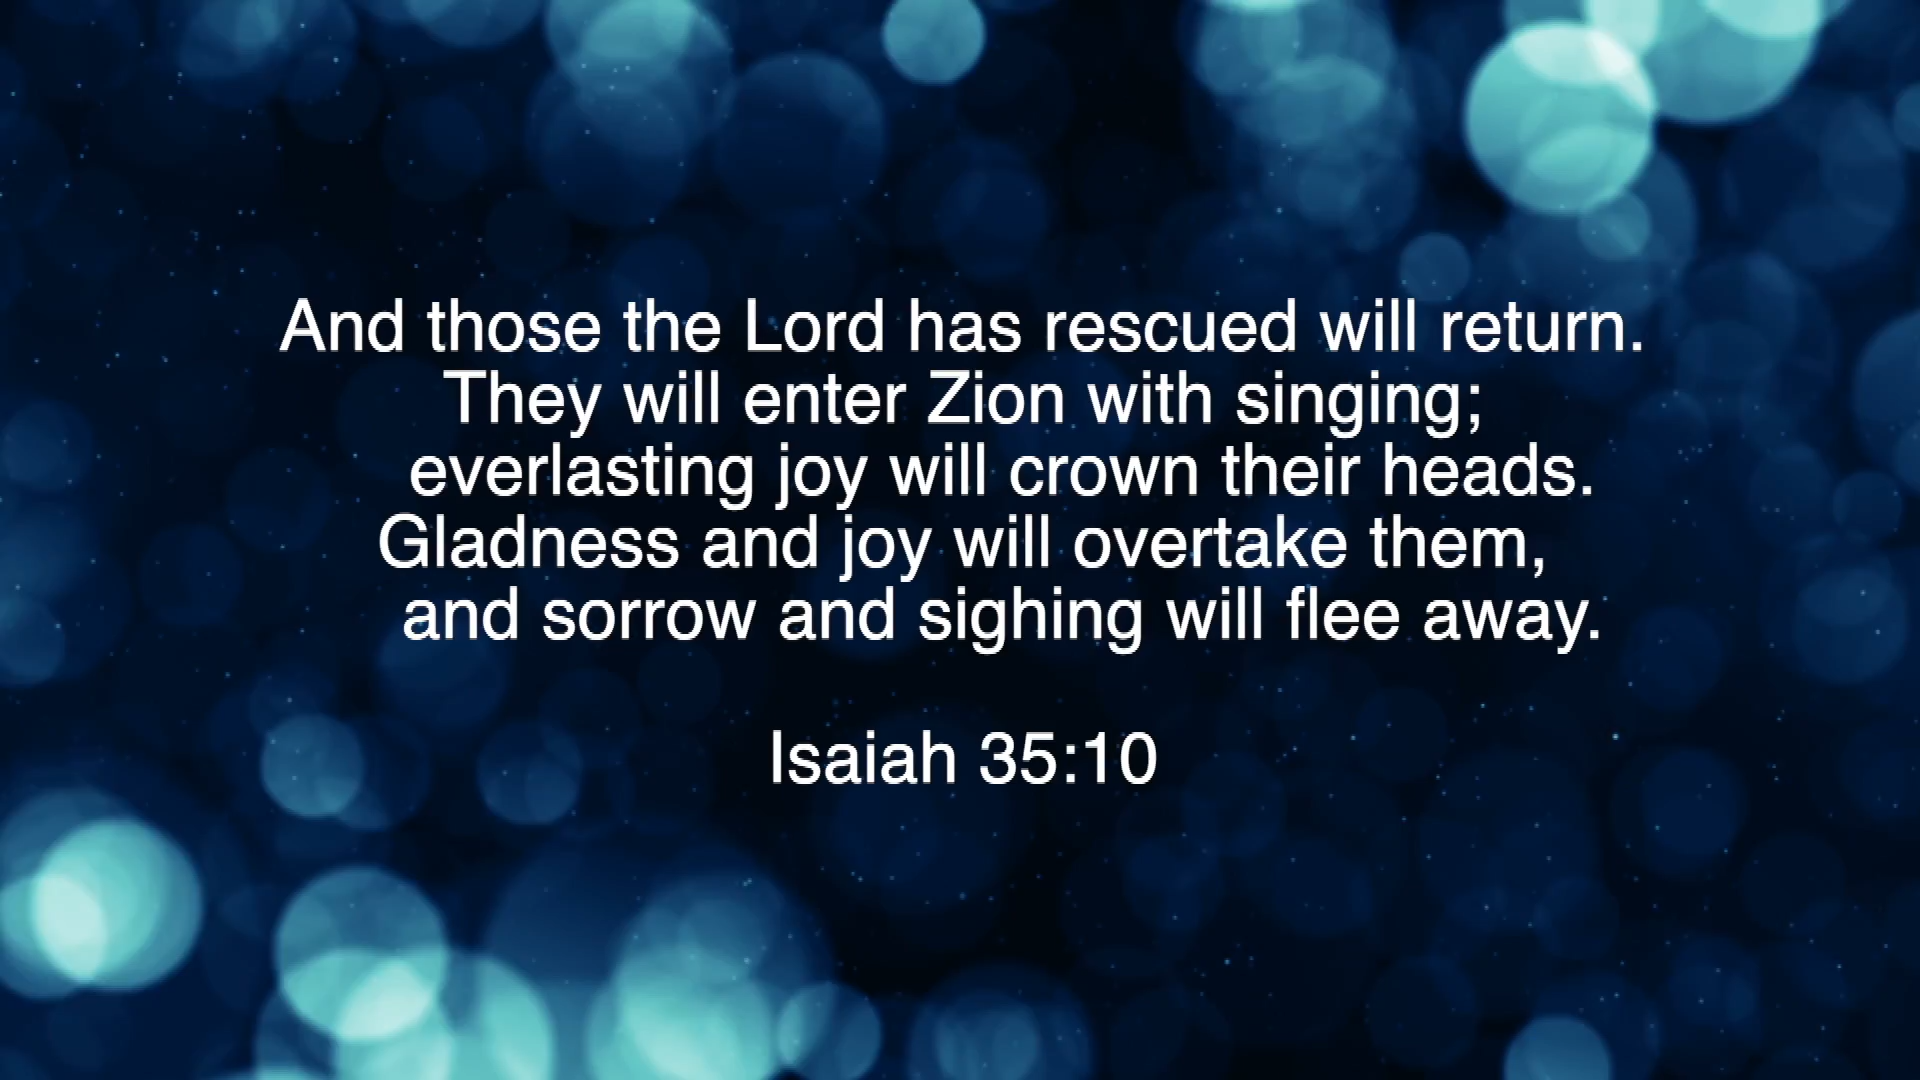 And those the Lord has rescued will return.
They will enter Zion with singing;
everlasting joy will crown their heads.
Gladness and joy will overtake them,
and sorrow and sighing will flee away.
Isaiah 35:10